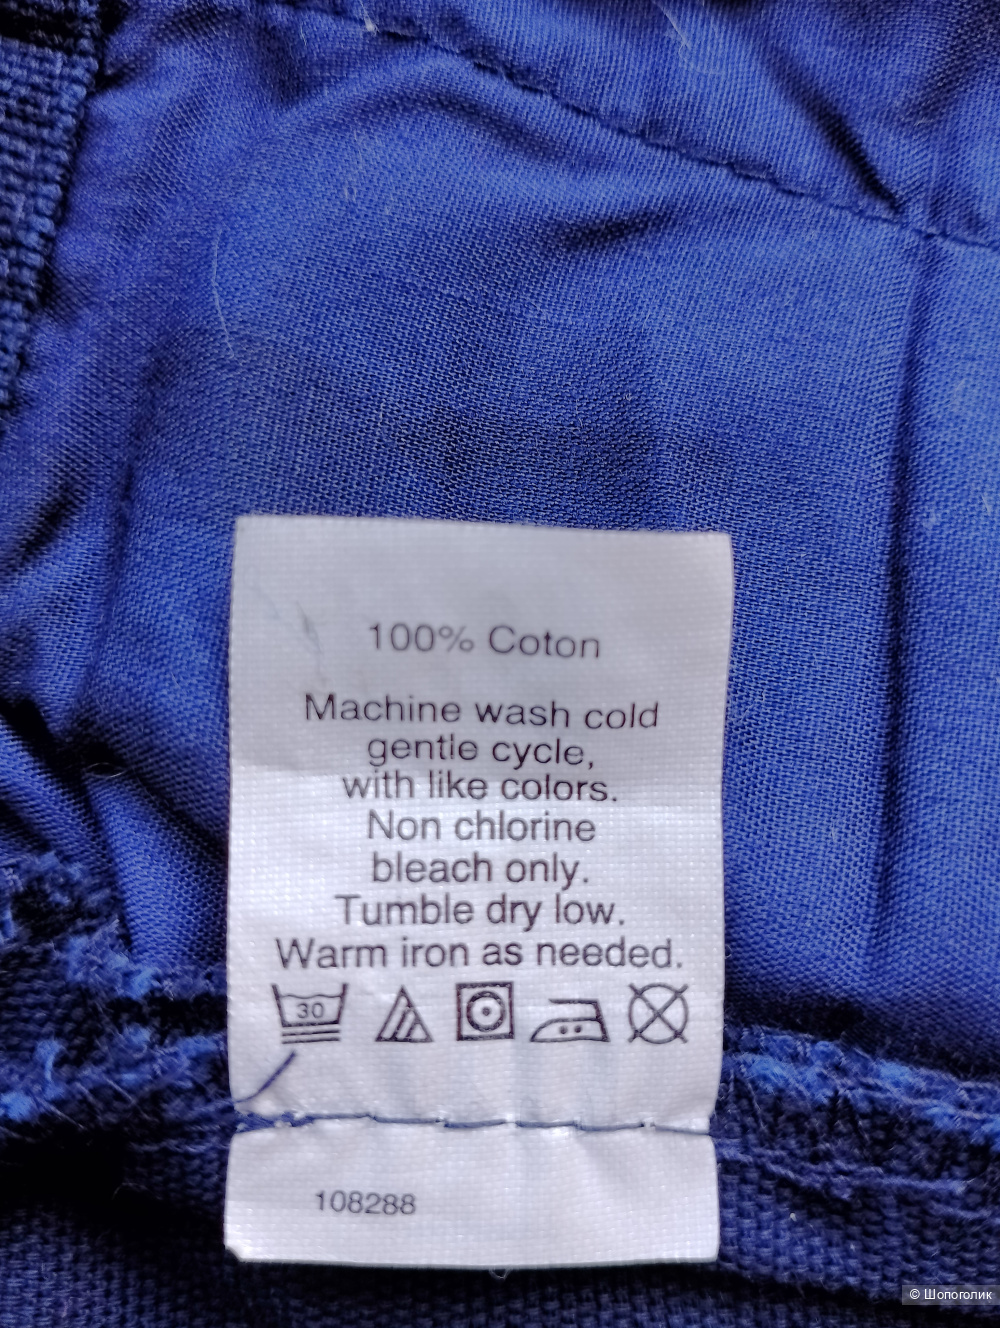 100% Coton
Machine wash cold
gentle cycle,
with like colors.
Non chlorine
bleach only.
Tumble dry low.
Warm iron as needed.
30
108288
© Шопоголик